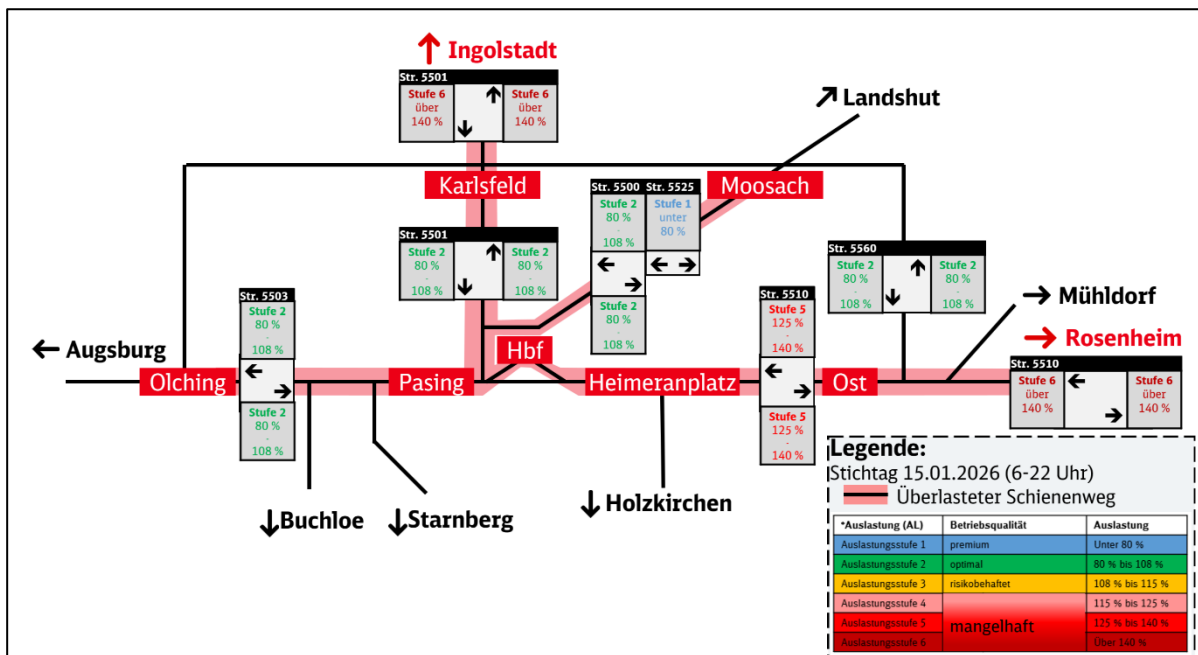 ↑ Ingolstadt
Str. 5501
Stufe 6
über
140 %
Stufe 6
über
140 %
↗ Landshut
Karlsfeld
Str. 5500
Str. 5525
Moosach
Stufe 2
80 %
-
108 %
Stufe 1
unter
80 %
Stufe 2
80 %
-
108 %
Str. 5501
Stufe 2
80 %
-
108 %
Stufe 2
80 %
-
108 %
Str. 5560
Stufe 2
80 %
-
108 %
Stufe 2
80 %
-
108 %
Str. 5503
Stufe 2
80 %
-
108 %
Stufe 2
80 %
-
108 %
Str. 5510
Stufe 5
125 %
-
140 %
Stufe 5
125 %
-
140 %
→ Mühldorf
→ Rosenheim
Str. 5510
Stufe 6
über
140 %
Stufe 6
über
140 %
← Augsburg
Olching
Pasing
Hbf
Heimeranplatz
Ost
↓Buchloe
↓Starnberg
↓Holzkirchen
Legende:
Stichtag 15.01.2026 (6-22 Uhr)
Überlasteter Schienenweg
*Auslastung (AL) Betriebsqualität Auslastung
Auslastungsstufe 1 premium Unter 80 %
Auslastungsstufe 2 optimal 80 % bis 108 %
Auslastungsstufe 3 risikobehaftet 108 % bis 115 %
Auslastungsstufe 4 115 % bis 125 %
Auslastungsstufe 5 mangelhaft 125 % bis 140 %
Auslastungsstufe 6 Über 140 %